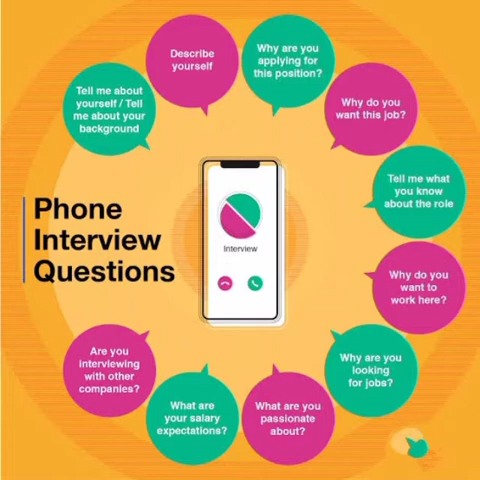 Phone
Interview
Questions
Tell me about
yourself / Tell
me about your
background
Describe
yourself
Why are you
applying for
this position?
Why do you
want this job?
Tell me what
you know
about the role
Why do you
want to
work here?
Why are you
looking
for jobs?
What are you
passionate
about?
What are
your salary
expectations?
Are you
interviewing
with other
companies?
Interview